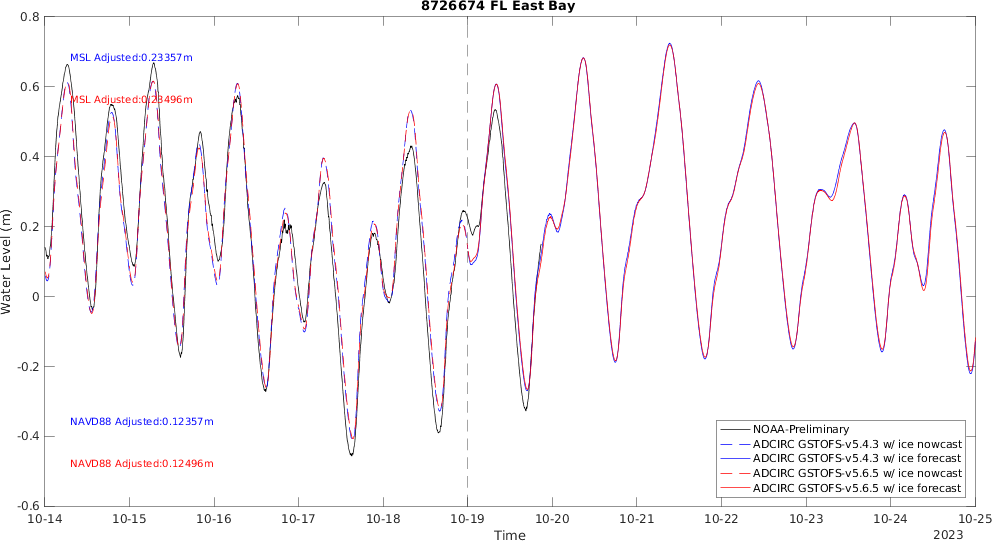 8726674 FL East Bay
0.8
0.6
0.4
0.2
0
-0.2
-0.4
-0.6
Water Level (m)
MSL Adjusted:0.23357m
MSL Adjusted:0.23496m
NAVD88 Adjusted:0.12357m
NAVD88 Adjusted:0.12496m
NOAA-Preliminary
ADCIRC GSTOFS-v5.4.3 w/ ice nowcast
ADCIRC GSTOFS-v5.4.3 w/ ice forecast
ADCIRC GSTOFS-v5.6.5 w/ ice nowcast
ADCIRC GSTOFS-v5.6.5 w/ ice forecast
10-14 10-15 10-16 10-17 10-18 10-19 10-20 10-21 10-22 10-23 10-24 10-25
Time
2023